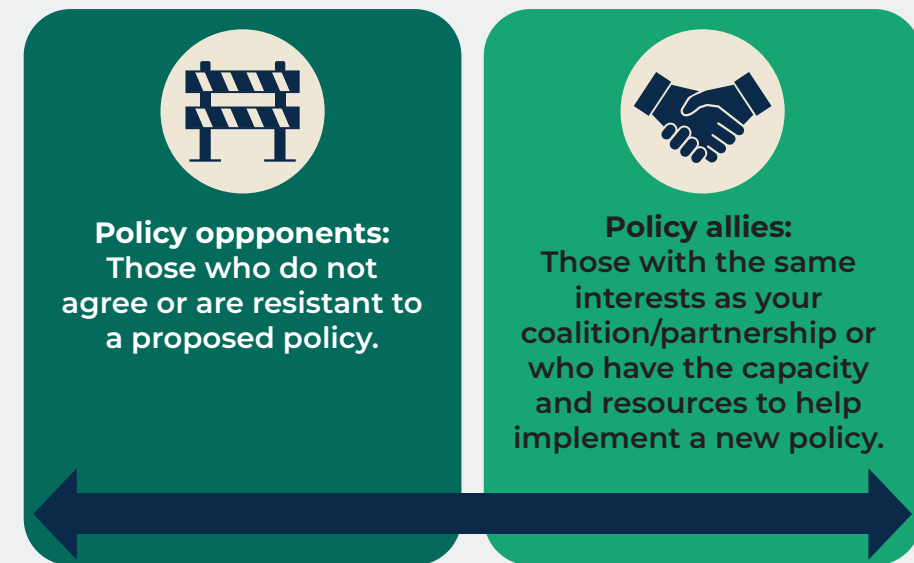 Policy oppponents:
Those who do not
agree or are resistant to
a proposed policy.
Policy allies:
Those with the same
interests as your
coalition/partnership or
who have the capacity
and resources to help
implement a new policy.